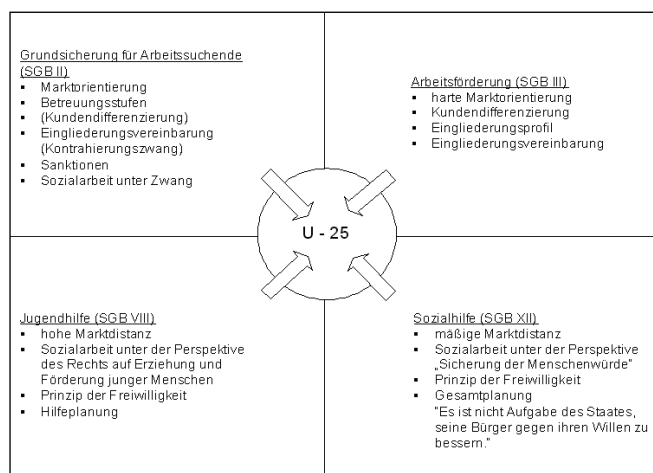 Grundsicherung für Arbeitssuchende
(SGB II)
▪ Marktorientierung
▪ Betreuungsstufen
▪ (Kundendifferenzierung)
▪ Eingliederungsvereinbarung
(Kontrahierungszwang)
▪ Sanktionen
▪ Sozialarbeit unter Zwang
Arbeitsförderung (SGB III)
▪ harte Marktorientierung
▪ Kundendifferenzierung
▪ Eingliederungsprofil
▪ Eingliederungsvereinbarung
U - 25
Jugendhilfe (SGB VIII)
▪ hohe Marktdistanz
▪ Sozialarbeit unter der Perspektive
des Rechts auf Erziehung und
Förderung junger Menschen
▪ Prinzip der Freiwilligkeit
▪ Hilfeplanung
Sozialhilfe (SGB XII)
▪ mäßige Marktdistanz
▪ Sozialarbeit unter der Perspektive
„Sicherung der Menschenwürde"
▪ Prinzip der Freiwilligkeit
▪ Gesamtplanung
"Es ist nicht Aufgabe des Staates,
seine Bürger gegen ihren Willen zu
bessern."